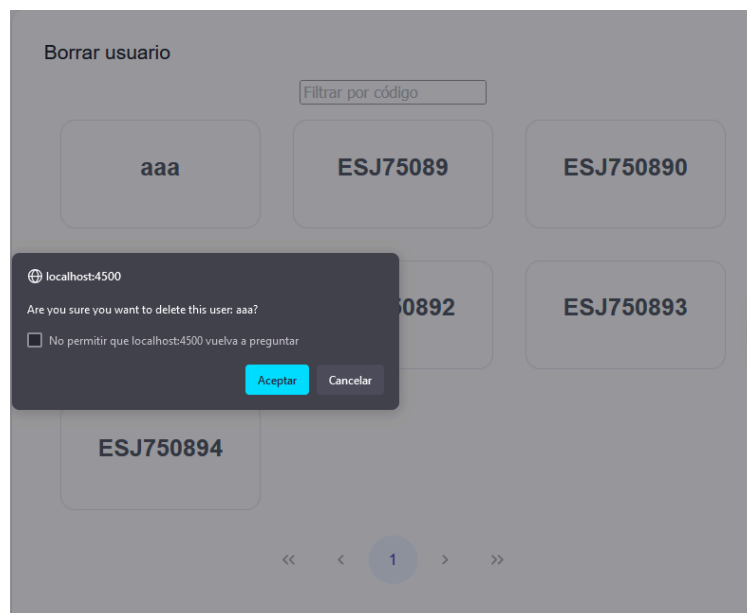 Borrar usuario
Filtrar por código
aaa
ESJ75089
ESJ750890
localhost:4500
Are you sure you want to delete this user: aaa?
No permitir que localhost:4500 vuelva a preguntar
Aceptar
Cancelar
50892
ESJ750893
ESJ750894
<< < 1 > >>